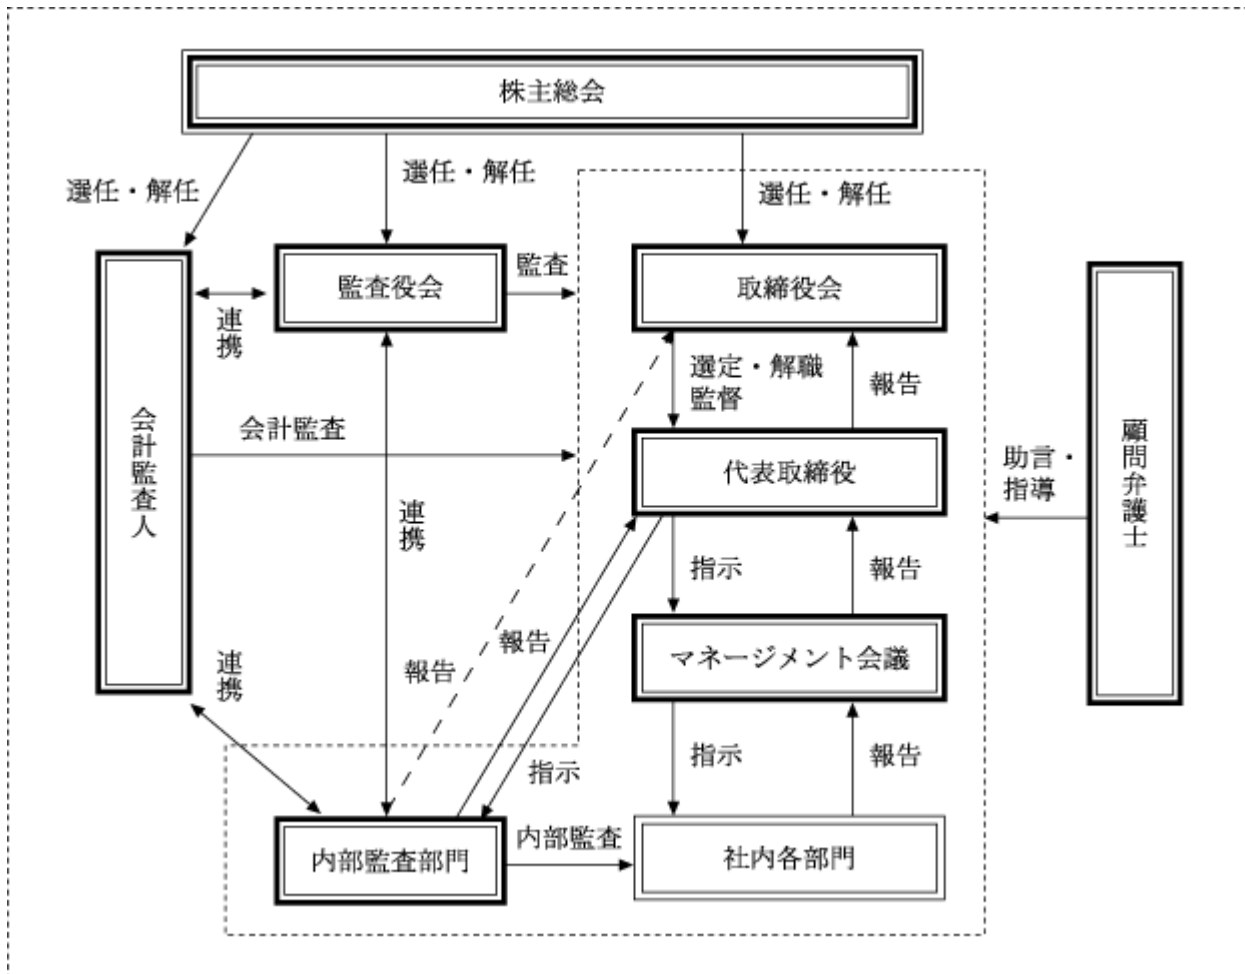 株主総会
選任・解任
選任・解任
選任・解任
監査役会
監査
取締役会
連携
選定・解職
監督
報告
会計監査人
会計監査
代表取締役
顧問弁護士
助言・
指導
連携
指示
報告
報告
報告
マネージメント会議
連携
指示
報告
指示
内部監査部門
内部監査
社内各部門